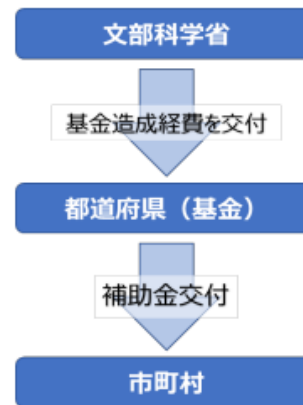 文部科学省
基金造成経費を交付
都道府県（基金）
補助金交付
市町村